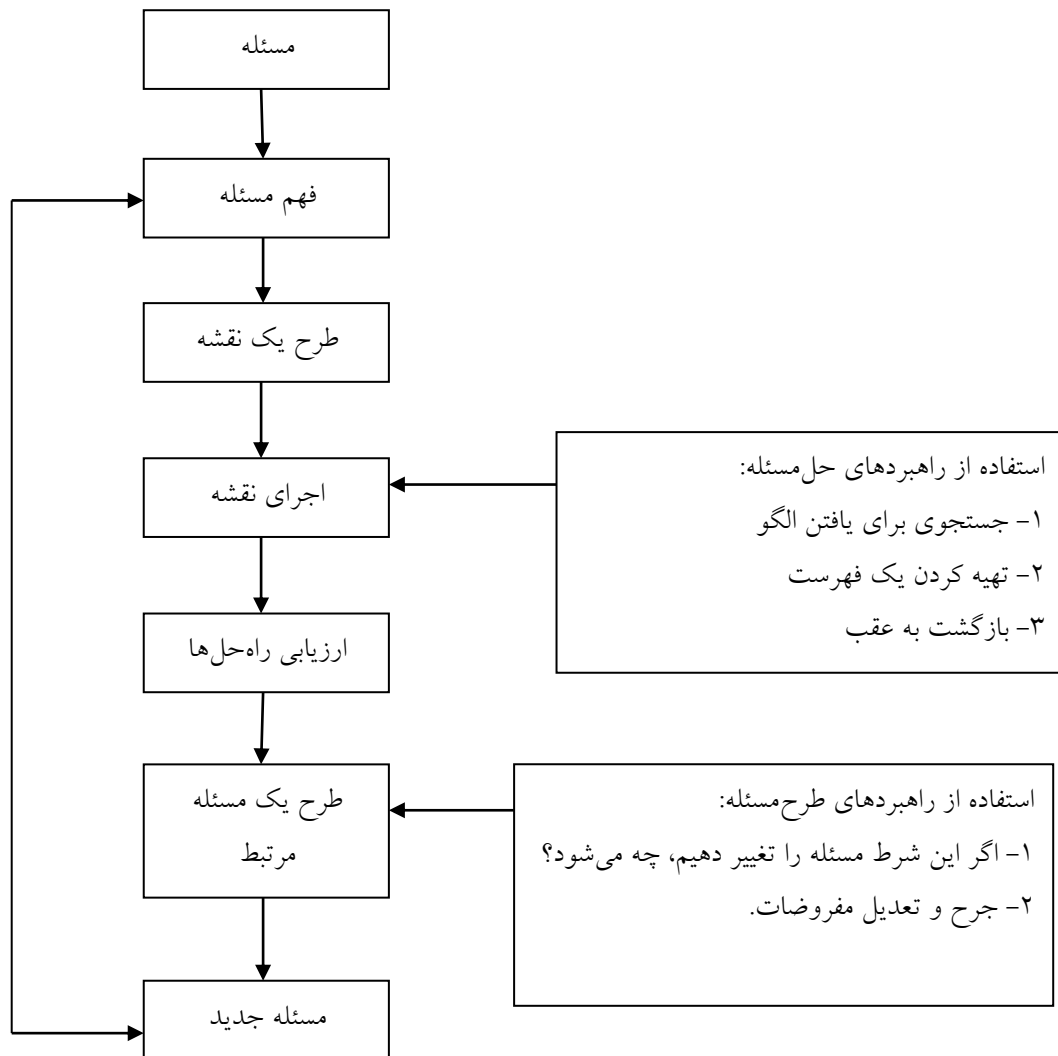 مسئله
فهم مسئله
طرح یک نقشه
اجرای نقشه
استفاده از راهبردهای حل‌مسئله:
۱- جستجوی برای یافتن الگو
۲- تهیه کردن یک فهرست
۳- بازگشت به عقب
ارزیابی راه‌حل‌ها
طرح یک مسئله
مرتبط
استفاده از راهبردهای طرح‌مسئله:
۱- اگر این شرط مسئله را تغییر دهیم، چه می‌شود؟
۲- جرح و تعدیل مفروضات.
مسئله جدید